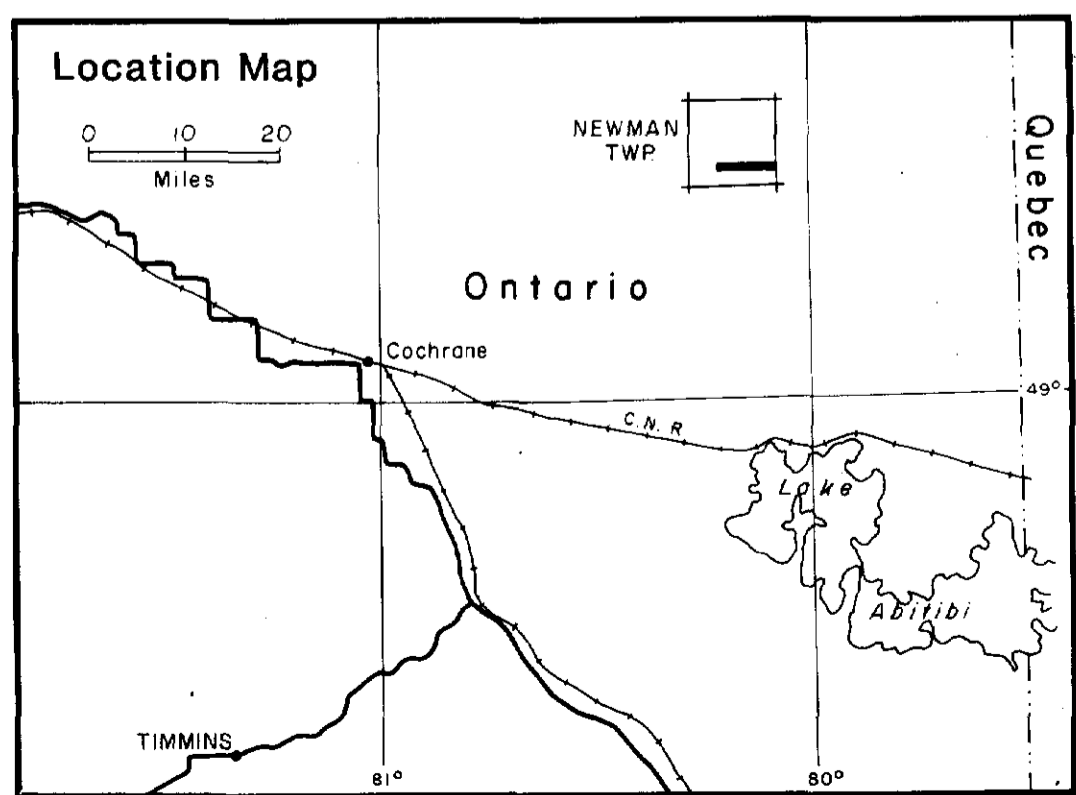 Location Map
0 10 20
Miles
NEWMAN
TWP.
Quebec
Ontario
Cochrane
49°
C.N.R
Lake
Abitibi
TIMMINS
81°
80°